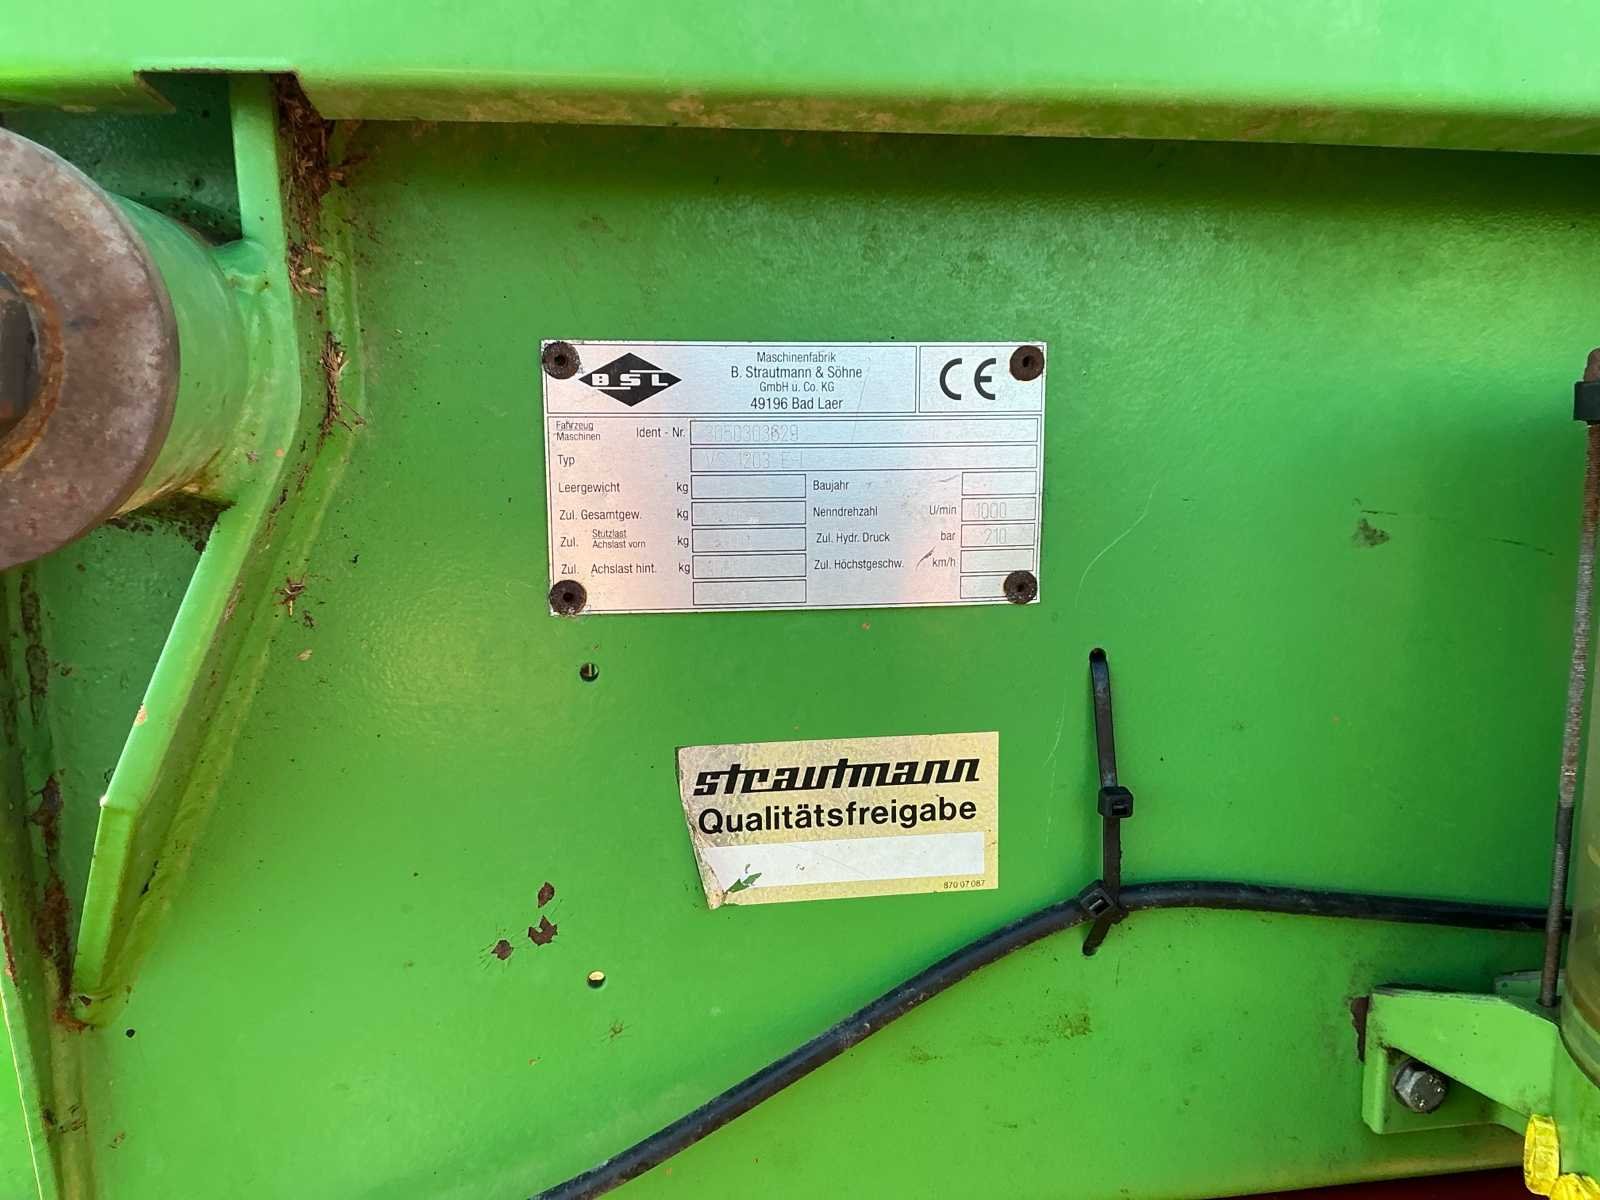 BSL
Maschinenfabrik
B. Strautmann & Söhne
GmbH u. Co. KG
49196 Bad Laer
CE
Fahrzeug
Maschinen Ident - Nr.
Typ
Leergewicht kg
Baujahr
Zul. Gesamtgew. kg
Nenndrehzahl U/min 1000
Zul. Stützlast
Achslast vorn kg
Zul. Hydr. Druck bar 210
Zul. Achslast hint. kg
Zul. Höchstgeschw. km/h
strautmann
Qualitätsfreigabe
870 07 087